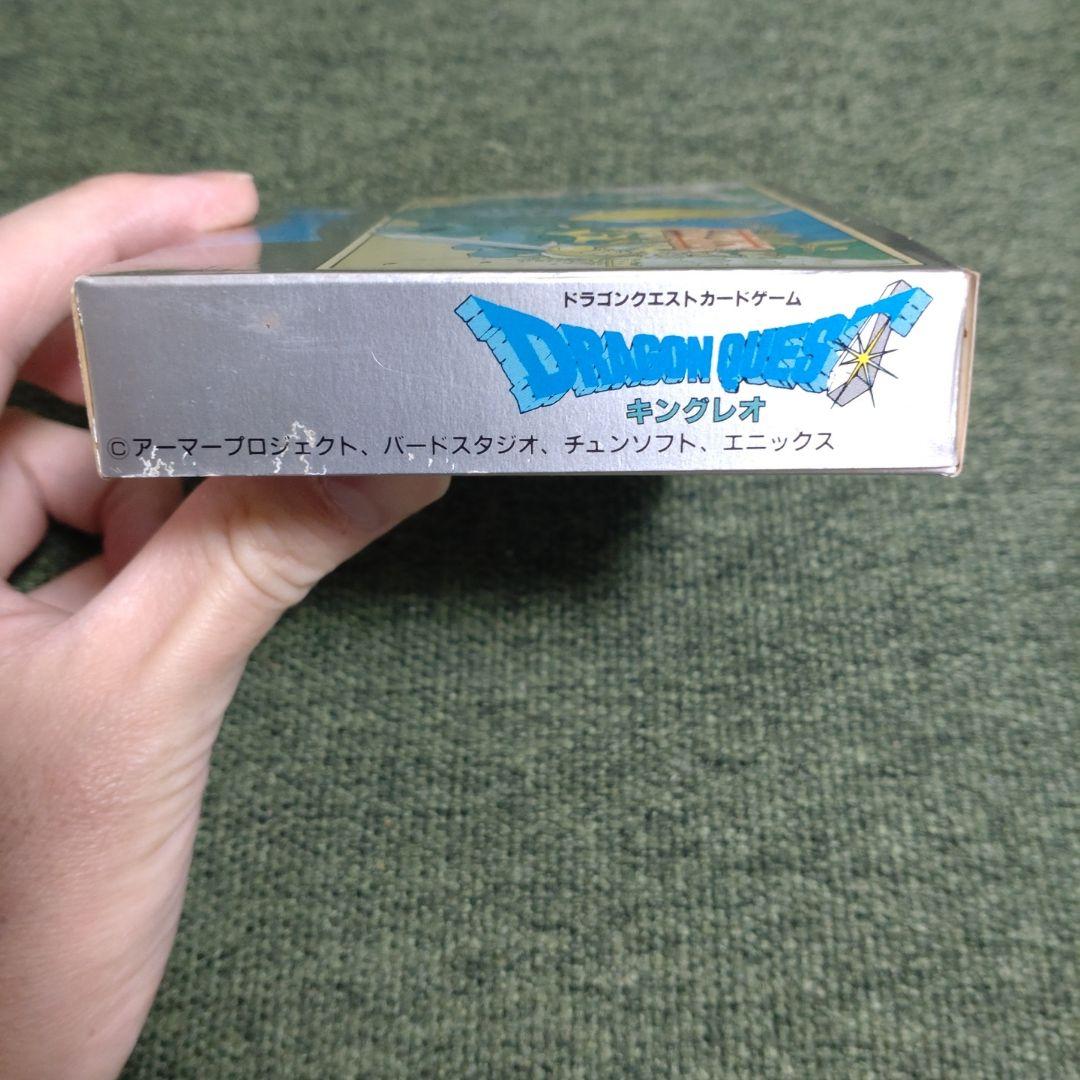 ドラゴンクエストカードゲーム
DRAGON QUEST
キングレオ
©アーマープロジェクト、バードスタジオ、チュンソフト、エニックス